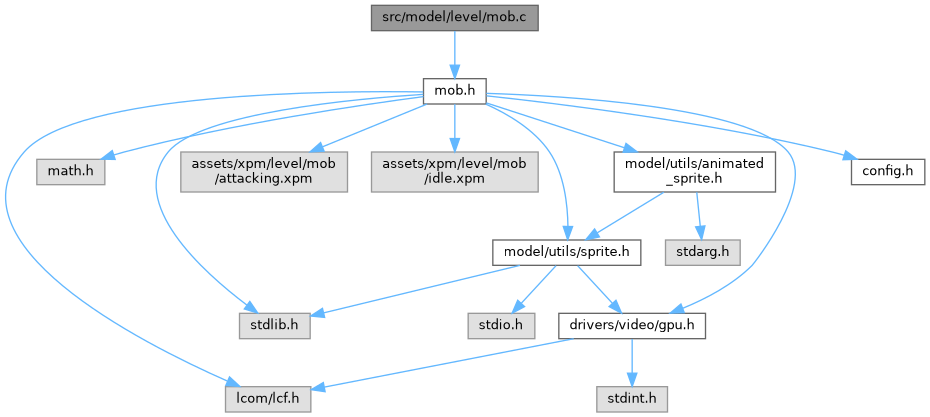 src/model/level/mob.c
mob.h
math.h
assets/xpm/level/mob
/attacking.xpm
assets/xpm/level/mob
/idle.xpm
model/utils/animated
_sprite.h
config.h
model/utils/sprite.h
stdarg.h
stdlib.h
stdio.h
drivers/video/gpu.h
lcom/lcf.h
stdint.h